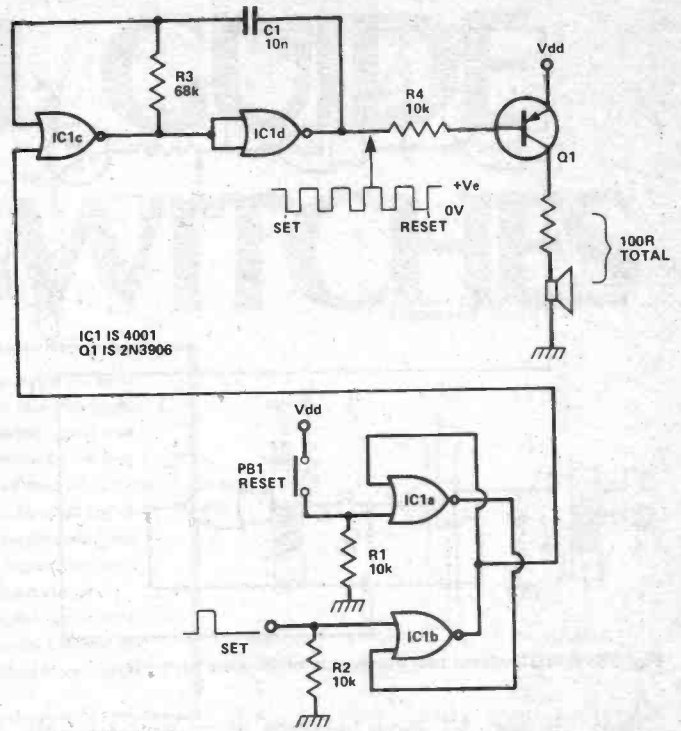 C1
10n
Vdd
R3
68k
R4
10k
IC1c
IC1d
Q1
+Ve
0V
SET
RESET
100R
TOTAL
IC1 IS 4001
Q1 IS 2N3906
Vdd
PB1
RESET
IC1a
R1
10k
SET
IC1b
R2
10k